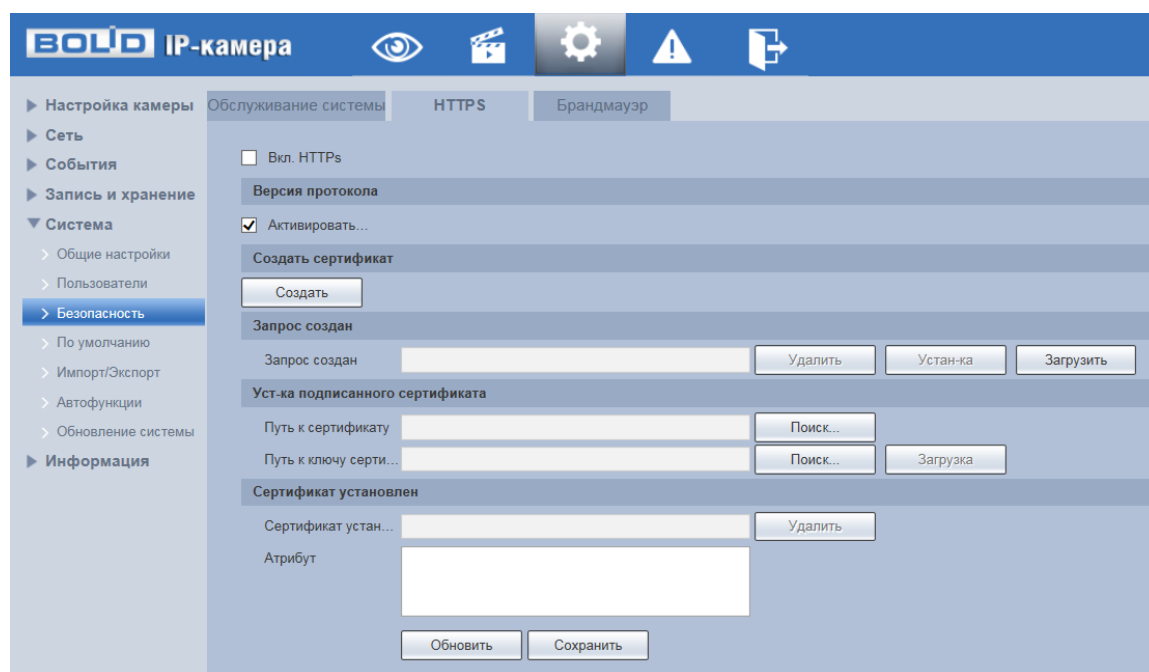 BOLID IP-камера
Настройка камеры
Сеть
События
Запись и хранение
Система
Общие настройки
Пользователи
Безопасность
По умолчанию
Импорт/Экспорт
Автофункции
Обновление системы
Информация
Обслуживание системы HTTPS Брандмауэр
Вкл. HTTPs
Версия протокола
Активировать...
Создать сертификат
Создать
Запрос создан
Запрос создан Удалить Устан-ка Загрузить
Уст-ка подписанного сертификата
Путь к сертификату Поиск...
Путь к ключу серти... Поиск... Загрузка
Сертификат установлен
Сертификат устан... Удалить
Атрибут
Обновить Сохранить